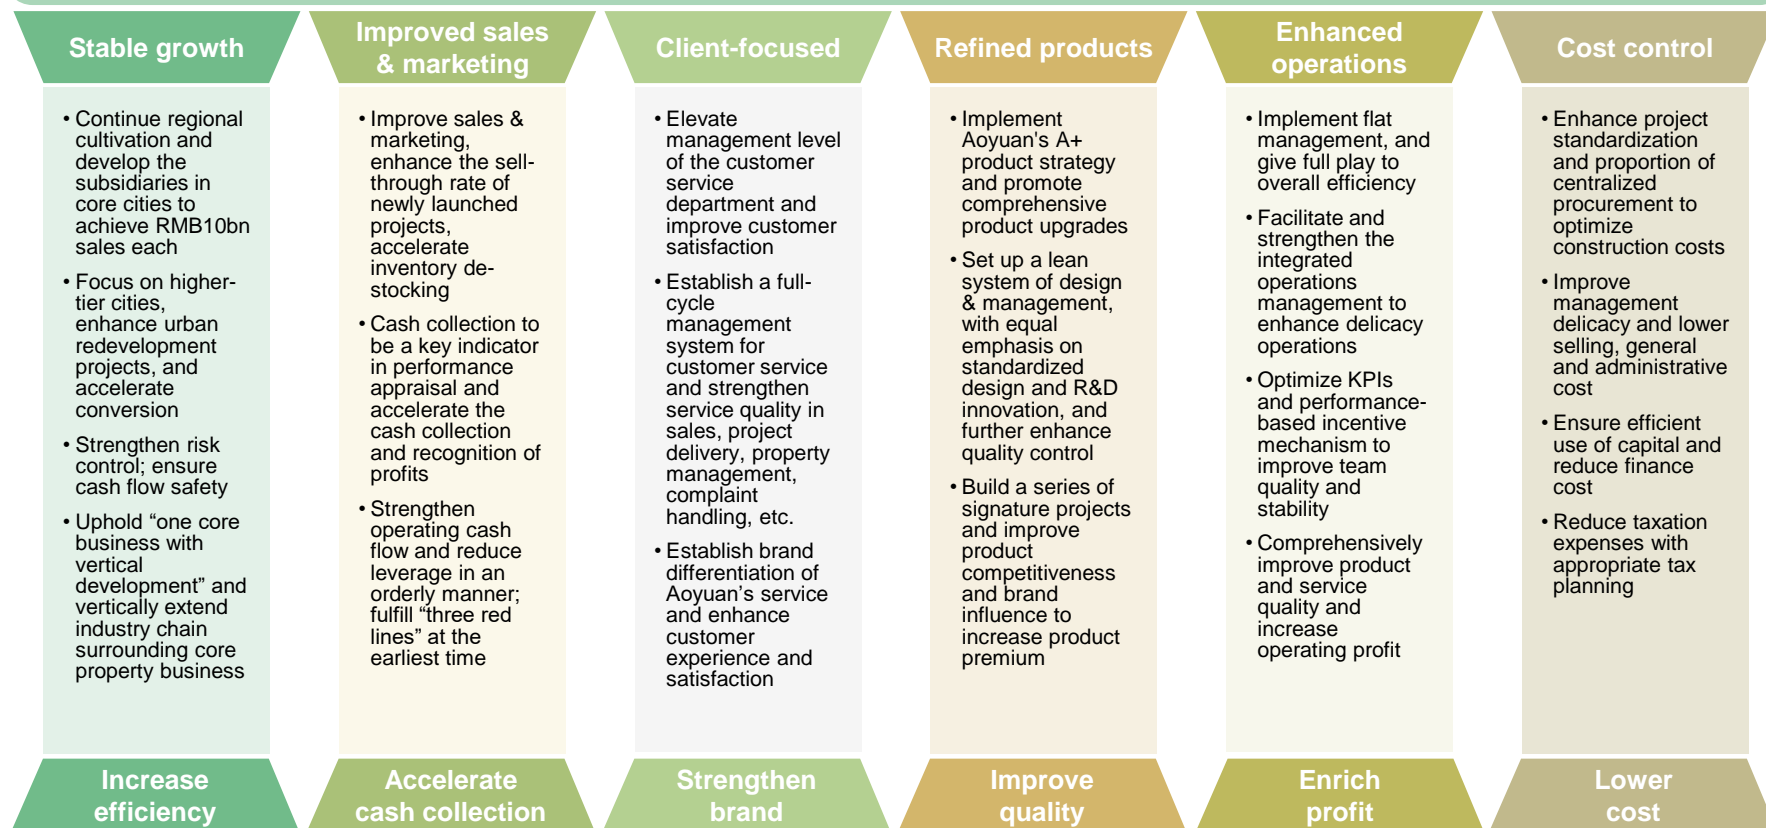 Stable growth
• Continue regional
cultivation and
develop the
subsidiaries in
core cities to
achieve RMB10bn
sales each
• Focus on higher-
tier cities,
enhance urban
redevelopment
projects, and
accelerate
conversion
• Strengthen risk
control; ensure
cash flow safety
• Uphold “one core
business with
vertical
development” and
vertically extend
industry chain
surrounding core
property business
Increase
efficiency
Improved sales
& marketing
• Improve sales &
marketing,
enhance the sell-
through rate of
newly launched
projects,
accelerate
inventory de-
stocking
• Cash collection to
be a key indicator
in performance
appraisal and
accelerate the
cash collection
and recognition of
profits
• Strengthen
operating cash
flow and reduce
leverage in an
orderly manner;
fulfill “three red
lines” at the
earliest time
Accelerate
cash collection
Client-focused
• Elevate
management level
of the customer
service
department and
improve customer
satisfaction
• Establish a full-
cycle
management
system for
customer service
and strengthen
service quality in
sales, project
delivery, property
management,
complaint
handling, etc.
• Establish brand
differentiation of
Aoyuan’s service
and enhance
customer
experience and
satisfaction
Strengthen
brand
Refined products
• Implement
Aoyuan's A+
product strategy
and promote
comprehensive
product upgrades
• Set up a lean
system of design
& management,
with equal
emphasis on
standardized
design and R&D
innovation, and
further enhance
quality control
• Build a series of
signature projects
and improve
product
competitiveness
and brand
influence to
increase product
premium
Improve
quality
Enhanced
operations
• Implement flat
management, and
give full play to
overall efficiency
• Facilitate and
strengthen the
integrated
operations
management to
enhance delicacy
operations
• Optimize KPIs
and performance-
based incentive
mechanism to
improve team
quality and
stability
• Comprehensively
improve product
and service
quality and
increase
operating profit
Enrich
profit
Cost control
• Enhance project
standardization
and proportion of
centralized
procurement to
optimize
construction costs
• Improve
management
delicacy and lower
selling, general
and administrative
cost
• Ensure efficient
use of capital and
reduce finance
cost
• Reduce taxation
expenses with
appropriate tax
planning
Lower
cost